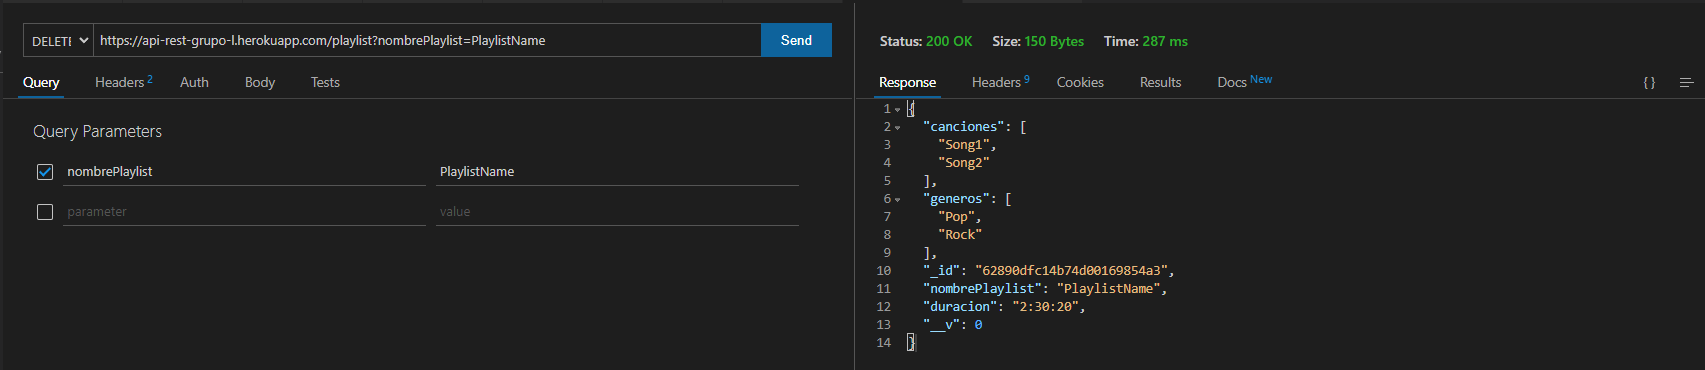 DELETE https://api-rest-grupo-l.herokuapp.com/playlist?nombrePlaylist=PlaylistName Send
Query Headers 2 Auth Body Tests
Query Parameters
nombrePlaylist PlaylistName
parameter value
Status: 200 OK Size: 150 Bytes Time: 287 ms
Response Headers 9 Cookies Results Docs New { }
1 {
2 "canciones": [
3 "Song1",
4 "Song2"
5 ],
6 "generos": [
7 "Pop",
8 "Rock"
9 ],
10 "_id": "62890dfc14b74d00169854a3",
11 "nombrePlaylist": "PlaylistName",
12 "duracion": "2:30:20",
13 "__v": 0
14 }